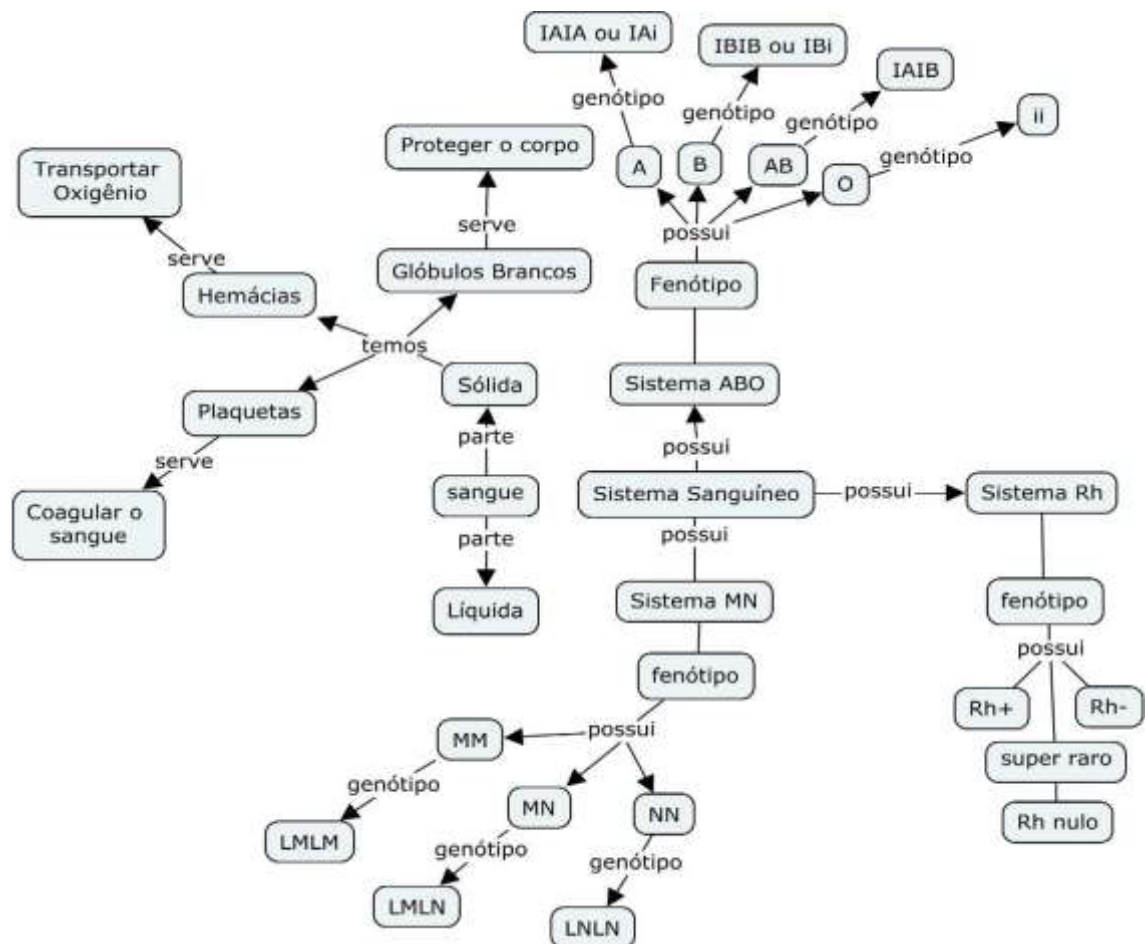 IAIA ou IAi
IBIB ou IBi
IAIB
ii
genótipo
genótipo
genótipo
genótipo
A
B
AB
O
possui
Fenótipo
Sistema ABO
possui
Proteger o corpo
serve
Glóbulos Brancos
Transportar
Oxigênio
serve
Hemácias
temos
Plaquetas
serve
Coagular o
sangue
Sólida
parte
sangue
parte
Líquida
Sistema Sanguíneo
possui
Sistema Rh
fenótipo
possui
Rh+
Rh-
super raro
Rh nulo
possui
Sistema MN
fenótipo
possui
MM
genótipo
LMLM
MN
genótipo
LMLN
NN
genótipo
LNLN